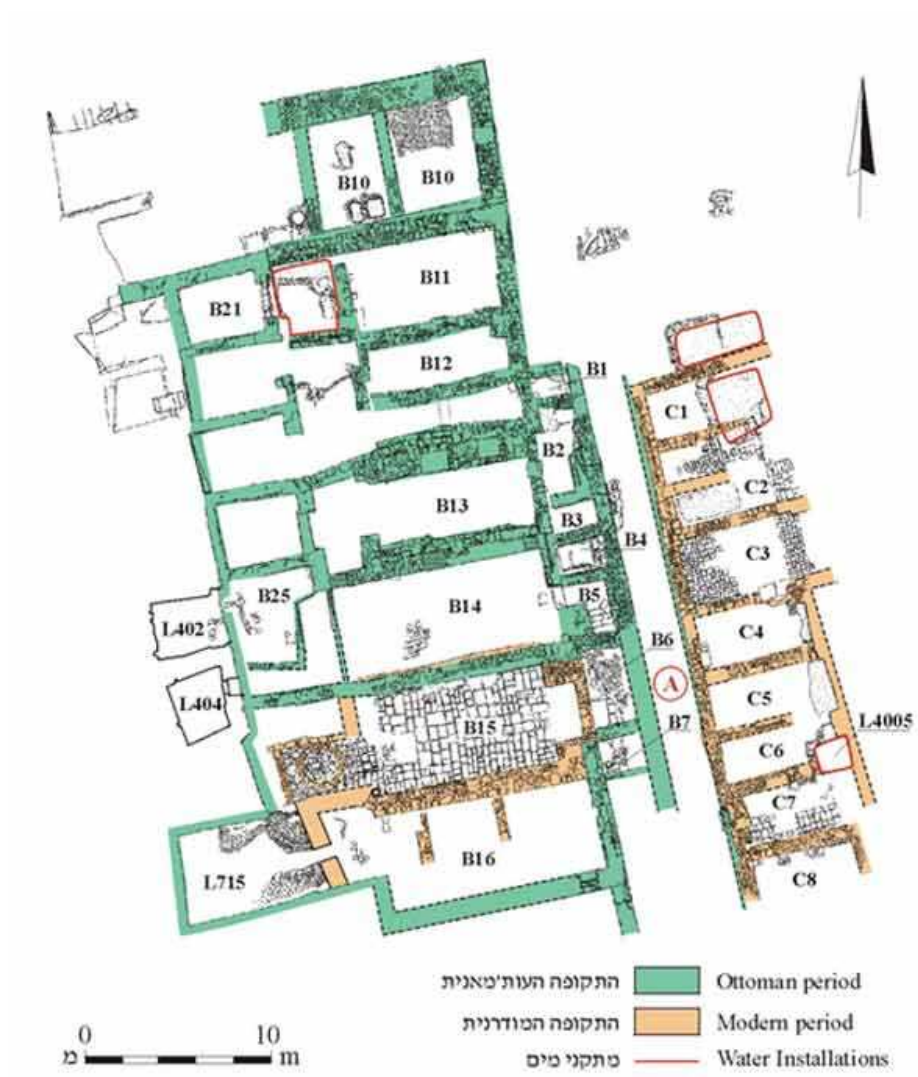 B10
B10
B11
B21
B12
B1
C1
B2
C2
B13
B3
B4
C3
B25
B14
B5
L402
C4
B6
A
L404
C5
B15
B7
L4005
C6
C7
B16
L715
C8
התקופה העות'מאנית Ottoman period
התקופה המודרנית Modern period
מתקני מים Water Installations
0 10
מ m